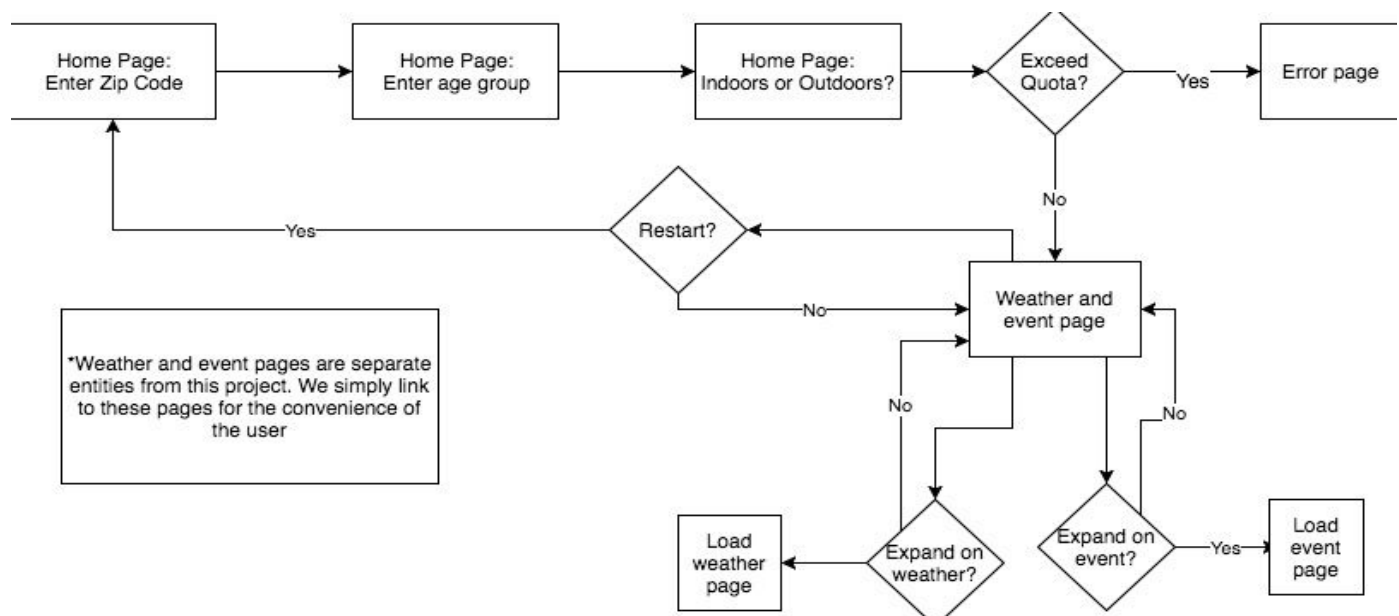 Home Page:
Enter Zip Code
Home Page:
Enter age group
Home Page:
Indoors or Outdoors?
Exceed
Quota?
Yes
Error page
No
Restart?
Yes
No
Weather and
event page
*Weather and event pages are separate
entities from this project. We simply link
to these pages for the convenience of
the user
No
No
Load
weather
page
Expand on
weather?
Expand on
event?
Yes
Load
event
page